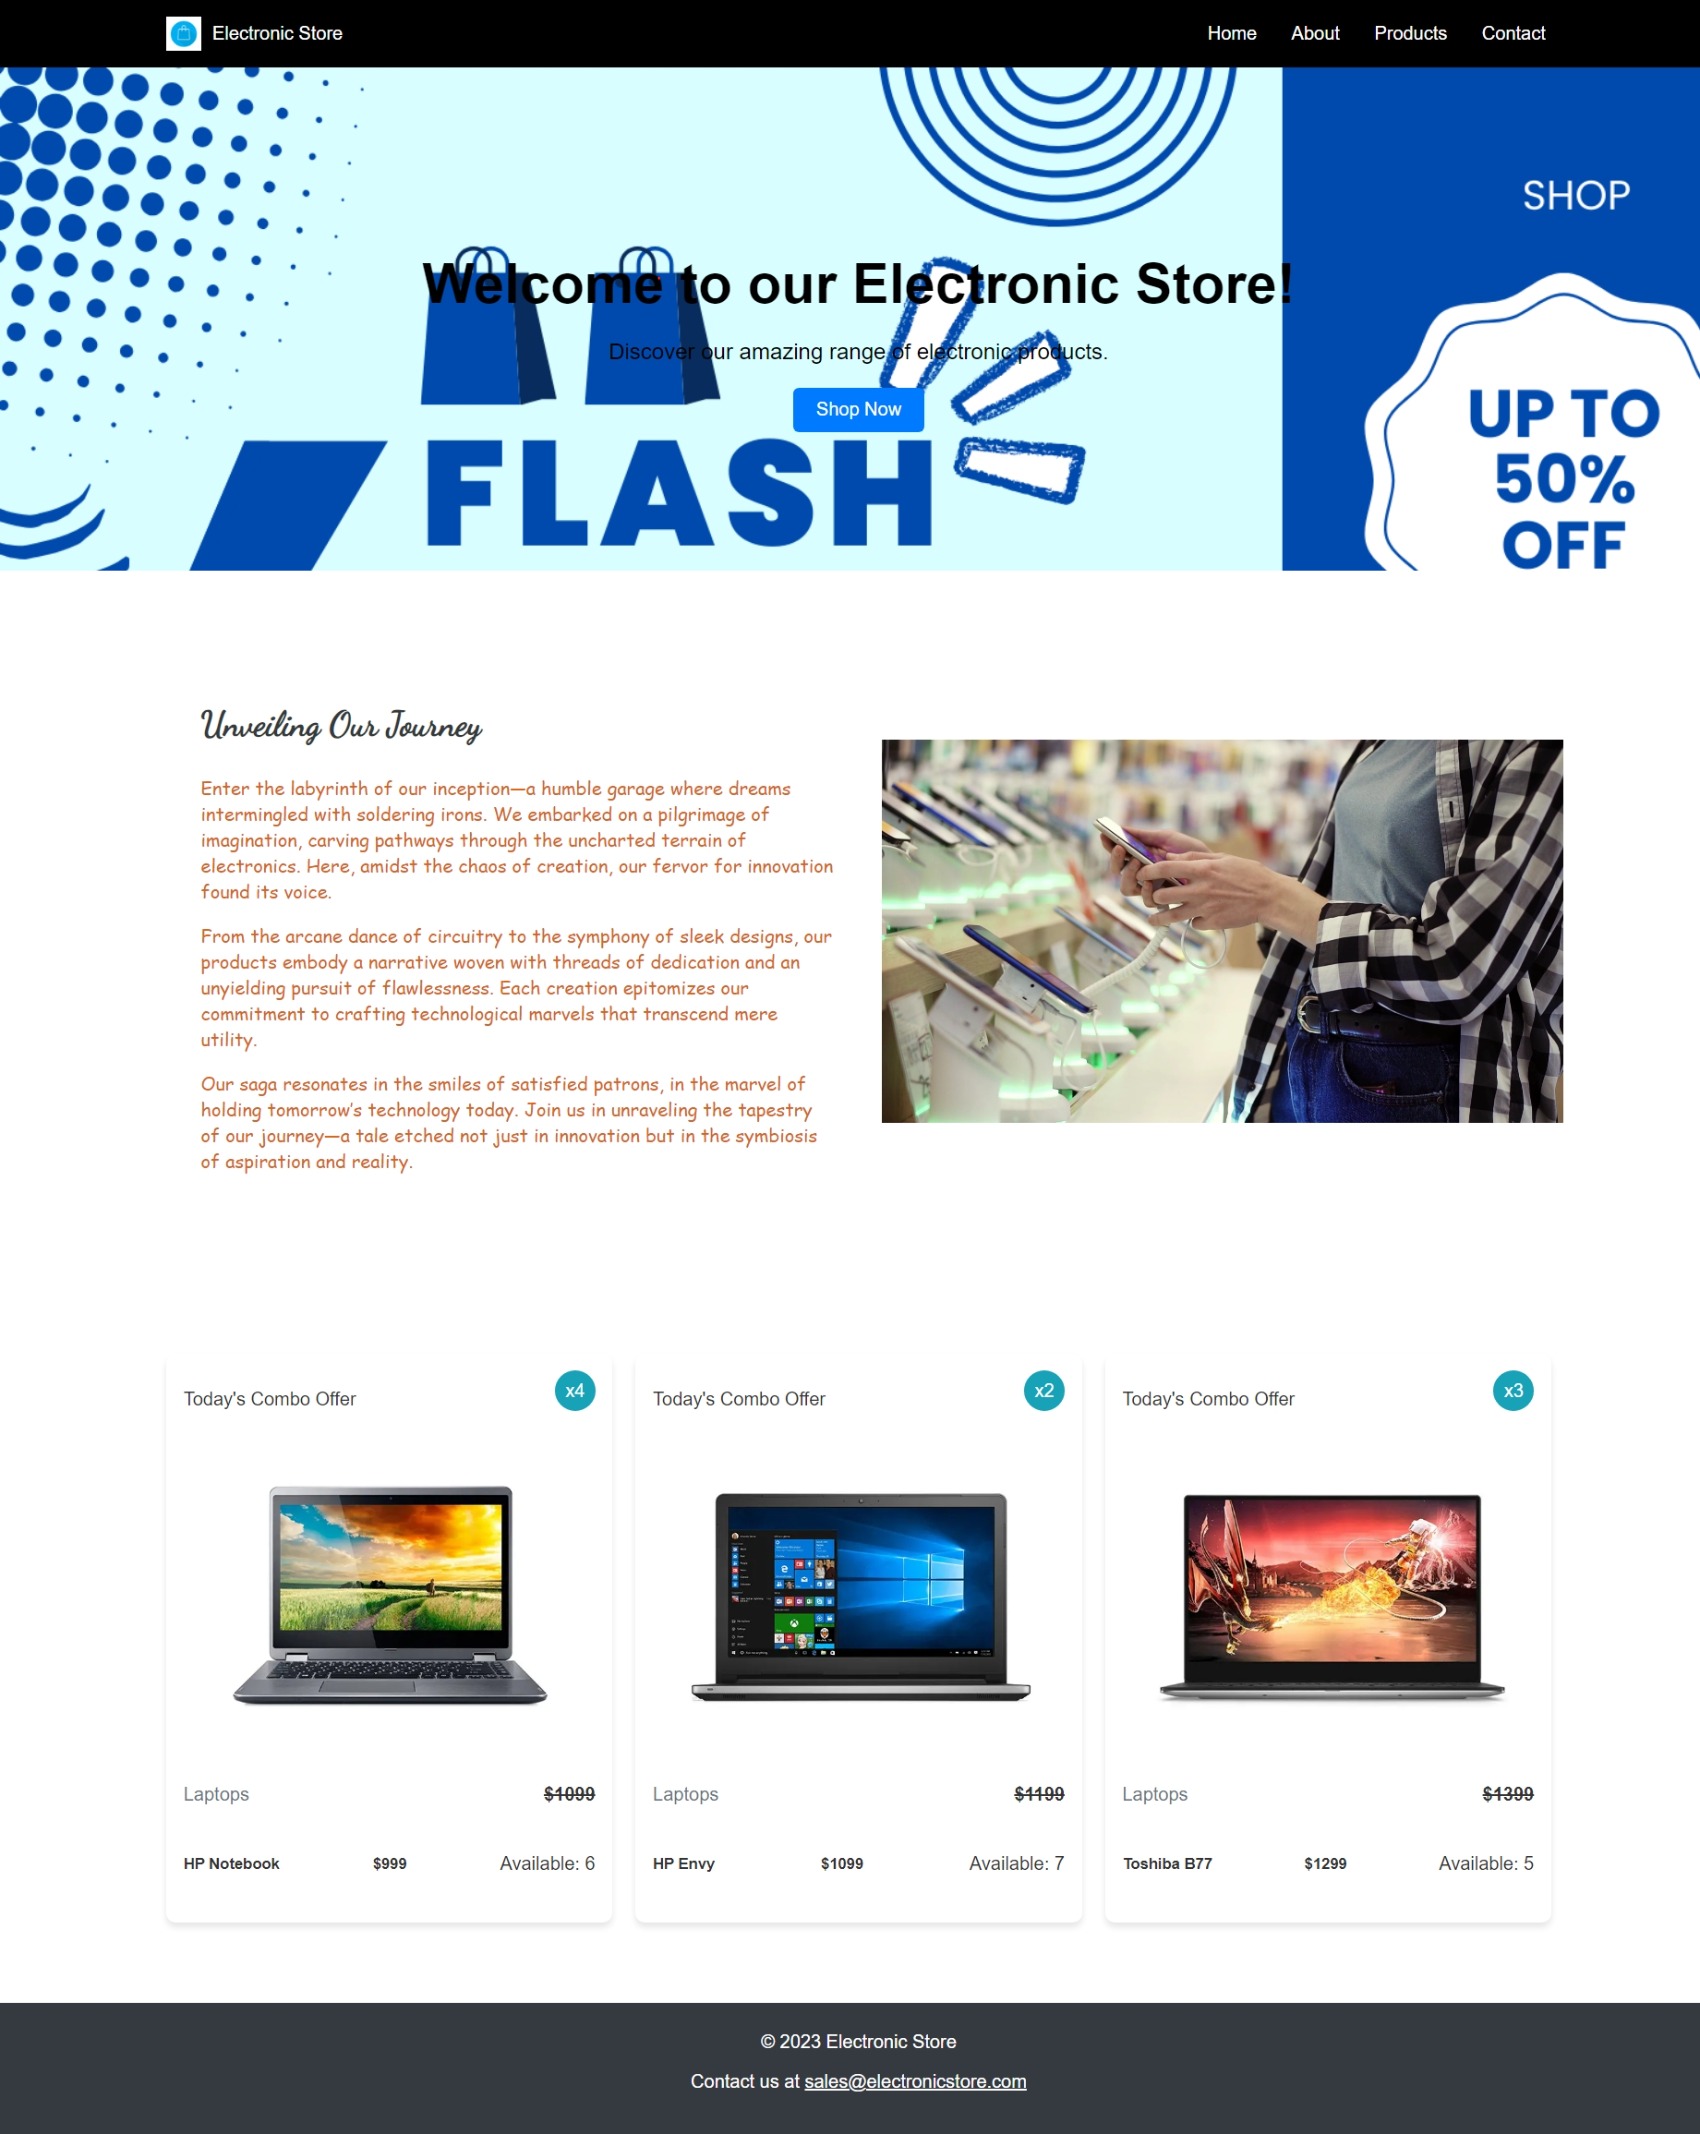 Electronic Store
Home About Products Contact
SHOP
Welcome to our Electronic Store!
Discover our amazing range of electronic products.
Shop Now
FLASH
UP TO
50%
OFF
Unveiling Our Journey
Enter the labyrinth of our inception—a humble garage where dreams
intermingled with soldering irons. We embarked on a pilgrimage of
imagination, carving pathways through the uncharted terrain of
electronics. Here, amidst the chaos of creation, our fervor for innovation
found its voice.
From the arcane dance of circuitry to the symphony of sleek designs, our
products embody a narrative woven with threads of dedication and an
unyielding pursuit of flawlessness. Each creation epitomizes our
commitment to crafting technological marvels that transcend mere
utility.
Our saga resonates in the smiles of satisfied patrons, in the marvel of
holding tomorrow's technology today. Join us in unraveling the tapestry
of our journey—a tale etched not just in innovation but in the symbiosis
of aspiration and reality.
Today's Combo Offer x4
Laptops $1099
HP Notebook $999 Available: 6
Today's Combo Offer x2
Laptops $1199
HP Envy $1099 Available: 7
Today's Combo Offer x3
Laptops $1399
Toshiba B77 $1299 Available: 5
© 2023 Electronic Store
Contact us at sales@electronicstore.com